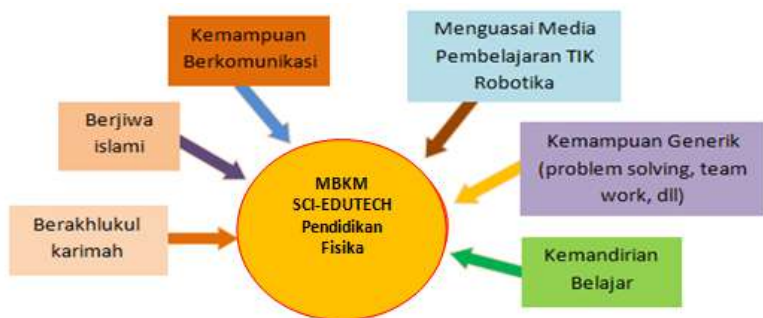 Kemampuan
Berkomunikasi
Menguasai Media
Pembelajaran TIK
Robotika
Berjiwa
islami
Kemampuan Generik
(problem solving, team
work, dll)
MBKM
SCI-EDUTECH
Pendidikan
Fisika
Berakhlukul
karimah
Kemandirian
Belajar